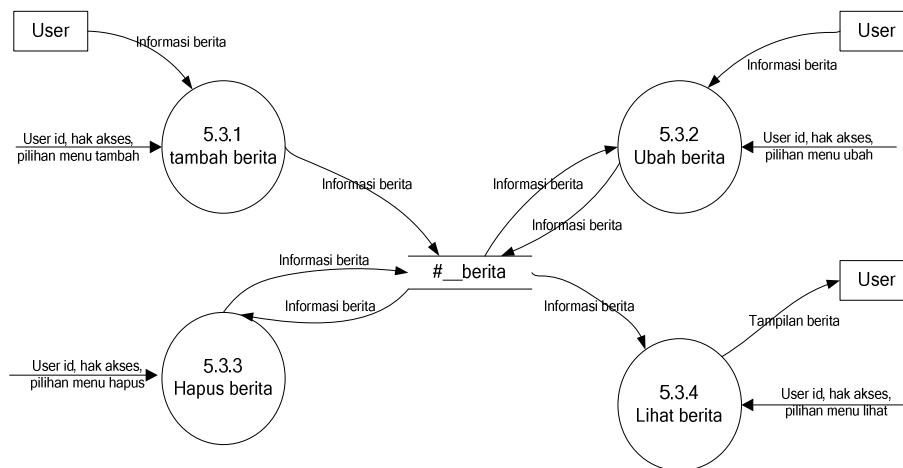 User
Informasi berita
User
Informasi berita
5.3.1
tambah berita
User id, hak akses,
pilihan menu tambah
5.3.2
Ubah berita
User id, hak akses,
pilihan menu ubah
Informasi berita
Informasi berita
Informasi berita
Informasi berita
#__berita
User
Informasi berita
Informasi berita
Tampilan berita
5.3.3
Hapus berita
User id, hak akses,
pilihan menu hapus
5.3.4
Lihat berita
User id, hak akses,
pilihan menu lihat